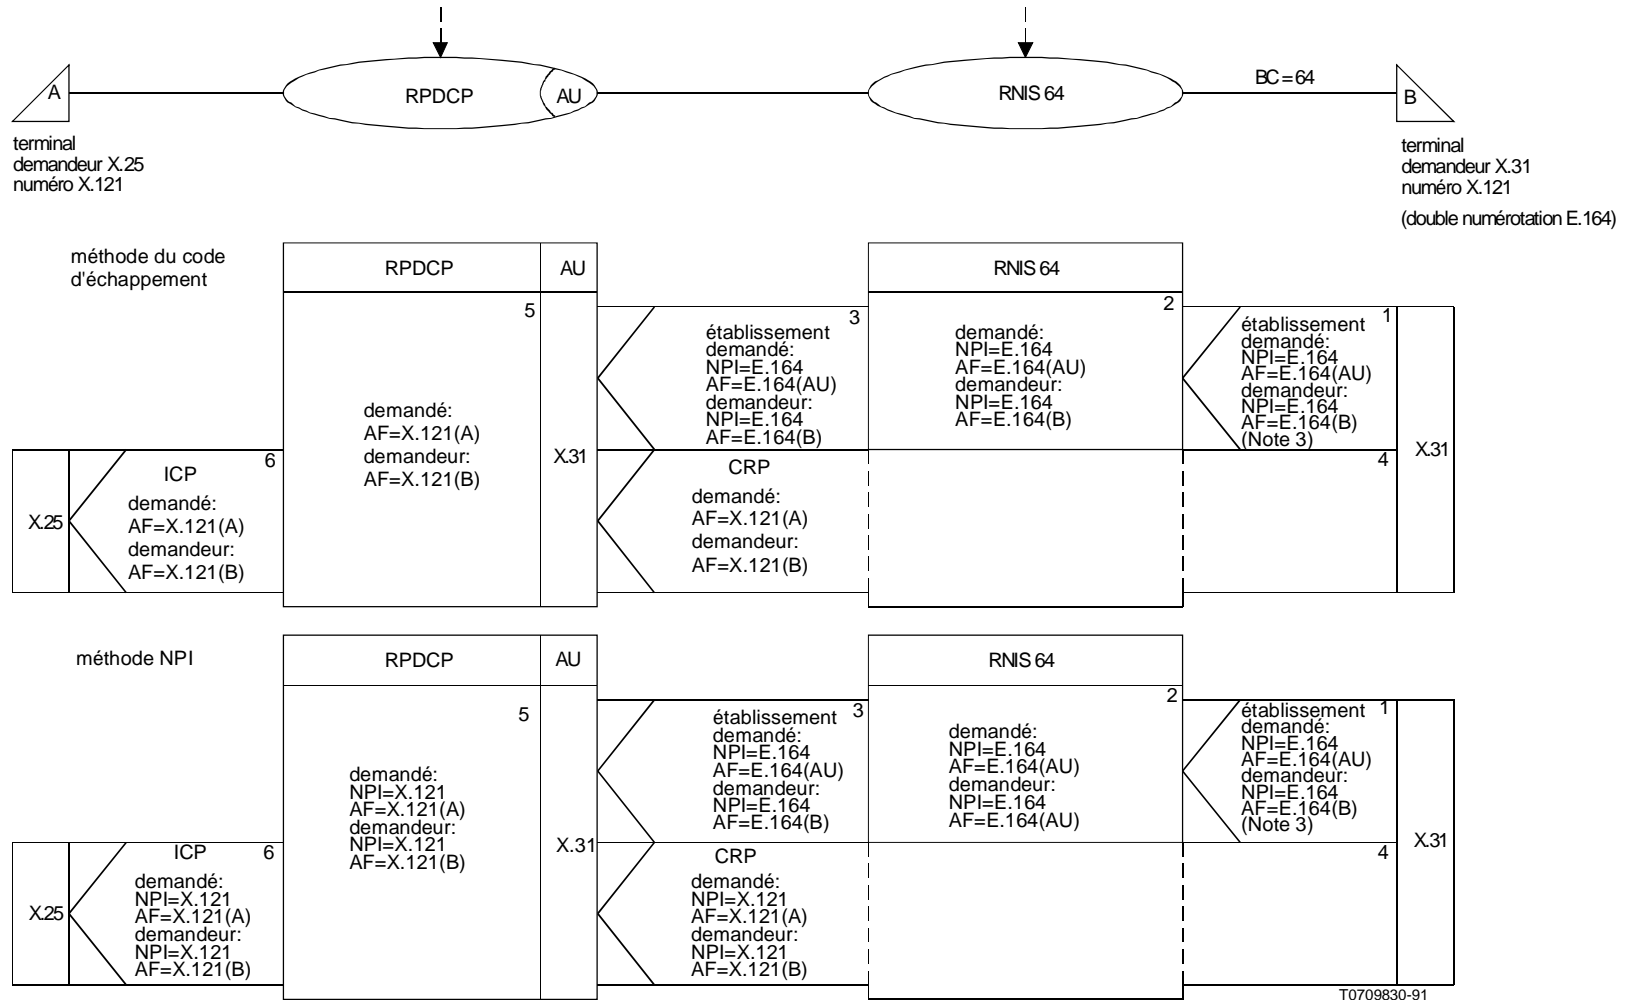 A
RPDCP
AU
RNIS 64
BC = 64
B
terminal
demandeur X.25
numéro X.121
terminal
demandeur X.31
numéro X.121
(double numérotation E.164)
méthode du code
d'échappement
RPDCP
AU
RNIS 64
5
demandé:
AF=X.121(A)
demandeur:
AF=X.121(B)
X.31
3
établissement
demandé:
NPI=E.164
AF=E.164(AU)
demandeur:
NPI=E.164
AF=E.164(B)
2
demandé:
NPI=E.164
AF=E.164(AU)
demandeur:
NPI=E.164
AF=E.164(B)
1
établissement
demandé:
NPI=E.164
AF=E.164(AU)
demandeur:
NPI=E.164
AF=E.164(B)
(Note 3)
X.31
X.25
ICP
6
demandé:
AF=X.121(A)
demandeur:
AF=X.121(B)
CRP
demandé:
AF=X.121(A)
demandeur:
AF=X.121(B)
4
méthode NPI
RPDCP
AU
RNIS 64
5
demandé:
NPI=X.121
AF=X.121(A)
demandeur:
NPI=X.121
AF=X.121(B)
X.31
3
établissement
demandé:
NPI=E.164
AF=E.164(AU)
demandeur:
NPI=E.164
AF=E.164(B)
2
demandé:
NPI=E.164
AF=E.164(AU)
demandeur:
NPI=E.164
AF=E.164(AU)
1
établissement
demandé:
NPI=E.164
AF=E.164(AU)
demandeur:
NPI=E.164
AF=E.164(B)
(Note 3)
X.31
X.25
ICP
6
demandé:
NPI=X.121
AF=X.121(A)
demandeur:
NPI=X.121
AF=X.121(B)
CRP
demandé:
NPI=X.121
AF=X.121(A)
demandeur:
NPI=X.121
AF=X.121(B)
4
T0709830-91